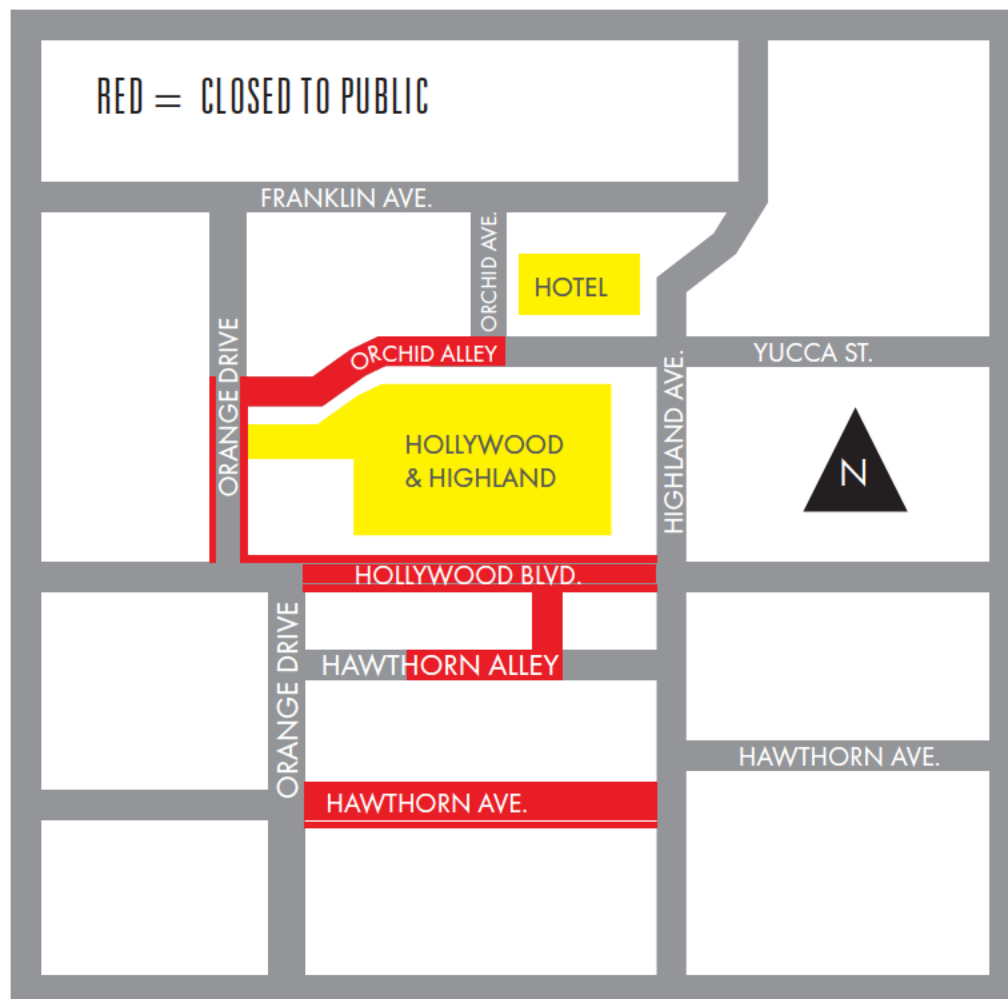 RED = CLOSED TO PUBLIC
FRANKLIN AVE.
ORCHID AVE.
HOTEL
ORANGE DRIVE
ORCHID ALLEY
YUCCA ST.
HIGHLAND AVE.
HOLLYWOOD
& HIGHLAND
N
HOLLYWOOD BLVD.
ORANGE DRIVE
HAWTHORN ALLEY
HAWTHORN AVE.
HAWTHORN AVE.